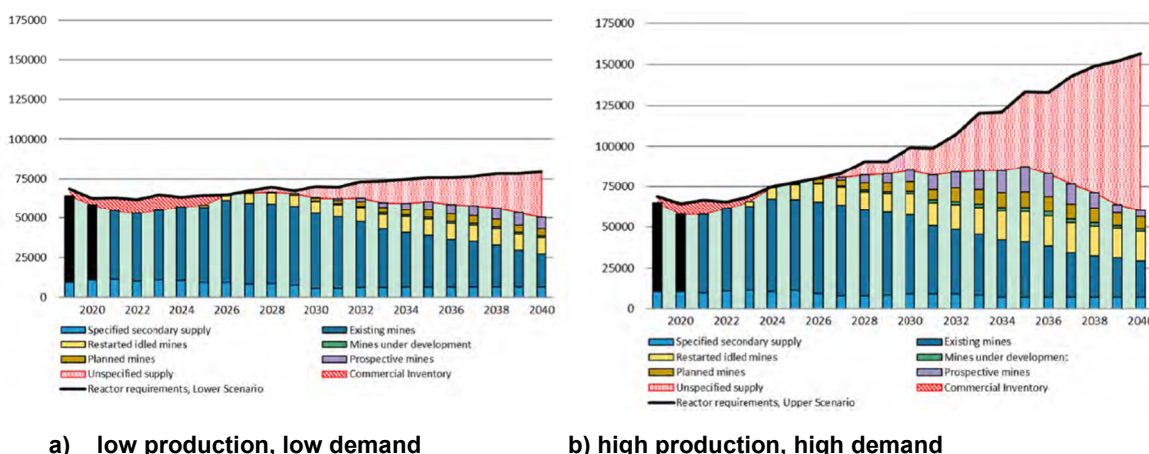 175000
150000
125000
100000
75000
50000
25000
0
2020 2022 2024 2026 2028 2030 2032 2034 2036 2038 2040
Specified secondary supply Existing mines
Restarted idled mines Mines under development
Planned mines Prospective mines
Unspecified supply Commercial Inventory
Reactor requirements, Lower Scenario
a) low production, low demand
175000
150000
125000
100000
75000
50000
25000
0
2020 2022 2024 2026 2028 2030 2032 2034 2036 2038 2040
Specified secondary supply Existing mines
Restarted idled mines Mines under development
Planned mines Prospective mines
Unspecified supply Commercial Inventory
Reactor requirements, Upper Scenario
b) high production, high demand